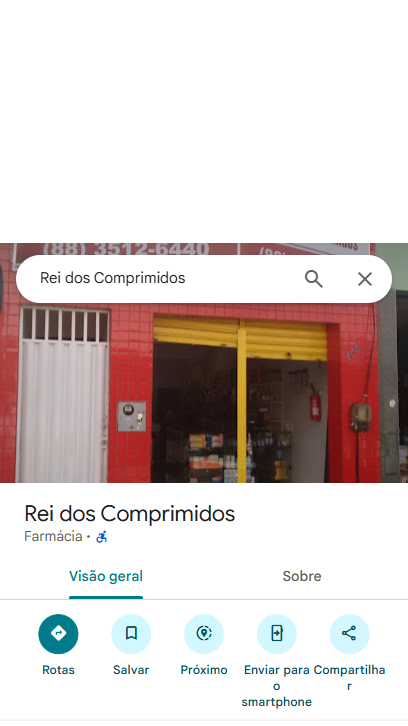 (88) 3512-6440
Rei dos Comprimidos
Rei dos Comprimidos
Farmácia •
Visão geral
Sobre
Rotas
Salvar
Próximo
Enviar para
o
smartphone
Compartilha
r